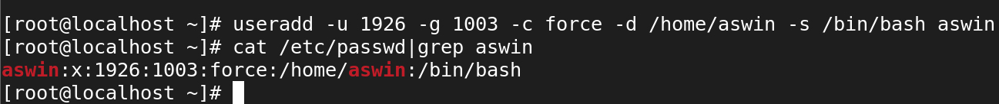 [root@localhost ~]# useradd -u 1926 -g 1003 -c force -d /home/aswin -s /bin/bash aswin
[root@localhost ~]# cat /etc/passwd|grep aswin
aswin:x:1926:1003:force:/home/aswin:/bin/bash
[root@localhost ~]#